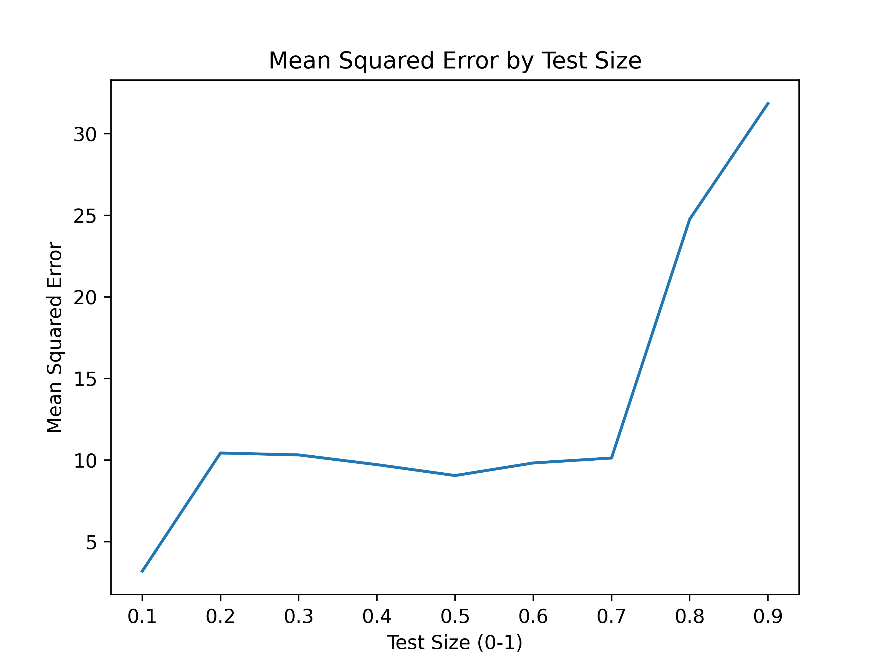 Mean Squared Error by Test Size
Mean Squared Error
30
25
20
15
10
5
0.1 0.2 0.3 0.4 0.5 0.6 0.7 0.8 0.9
Test Size (0-1)